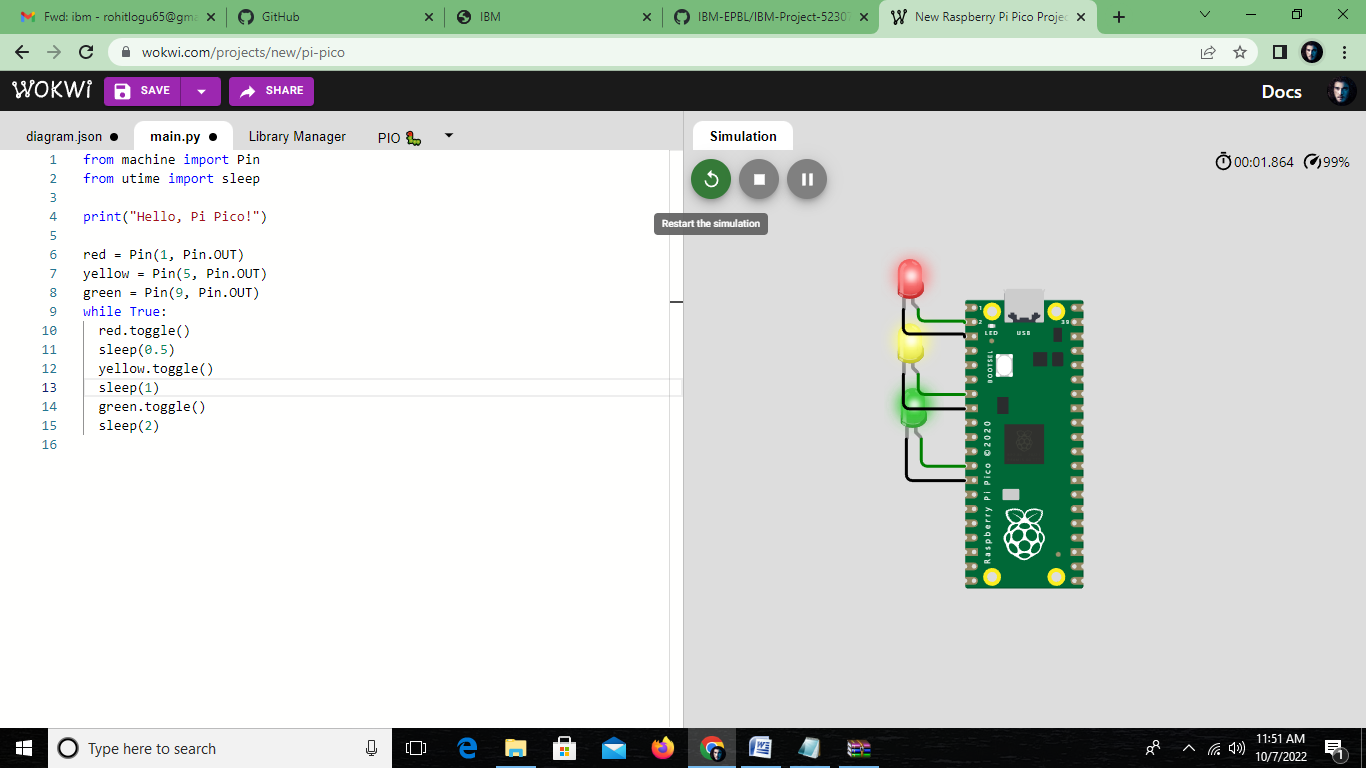 Fwd: ibm - rohitlogu65@gma
GitHub
IBM
IBM-EPBL/IBM-Project-52307
New Raspberry Pi Pico Projec
wokwi.com/projects/new/pi-pico
WOKWi
SAVE
SHARE
Docs
diagram.json
main.py
Library Manager
PIO
Simulation
1 from machine import Pin
2 from utime import sleep
3
4 print("Hello, Pi Pico!")
5
6 red = Pin(1, Pin.OUT)
7 yellow = Pin(5, Pin.OUT)
8 green = Pin(9, Pin.OUT)
9 while True:
10 red.toggle()
11 sleep(0.5)
12 yellow.toggle()
13 sleep(1)
14 green.toggle()
15 sleep(2)
16
00:01.864 99%
Restart the simulation
1
2
39
LED
USB
BOOTSEL
Raspberry Pi Pico ©2020
Type here to search
11:51 AM
10/7/2022
1